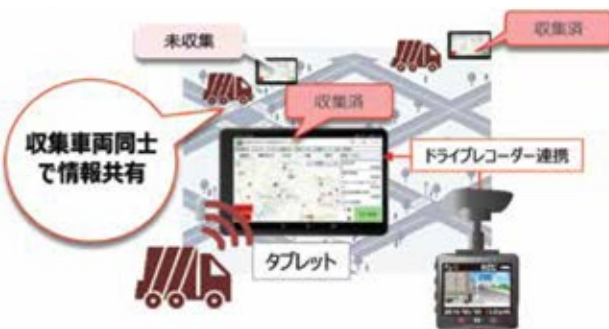 未収集
収集済
収集済
収集車両同士
で情報共有
ドライブレコーダー連携
タブレット